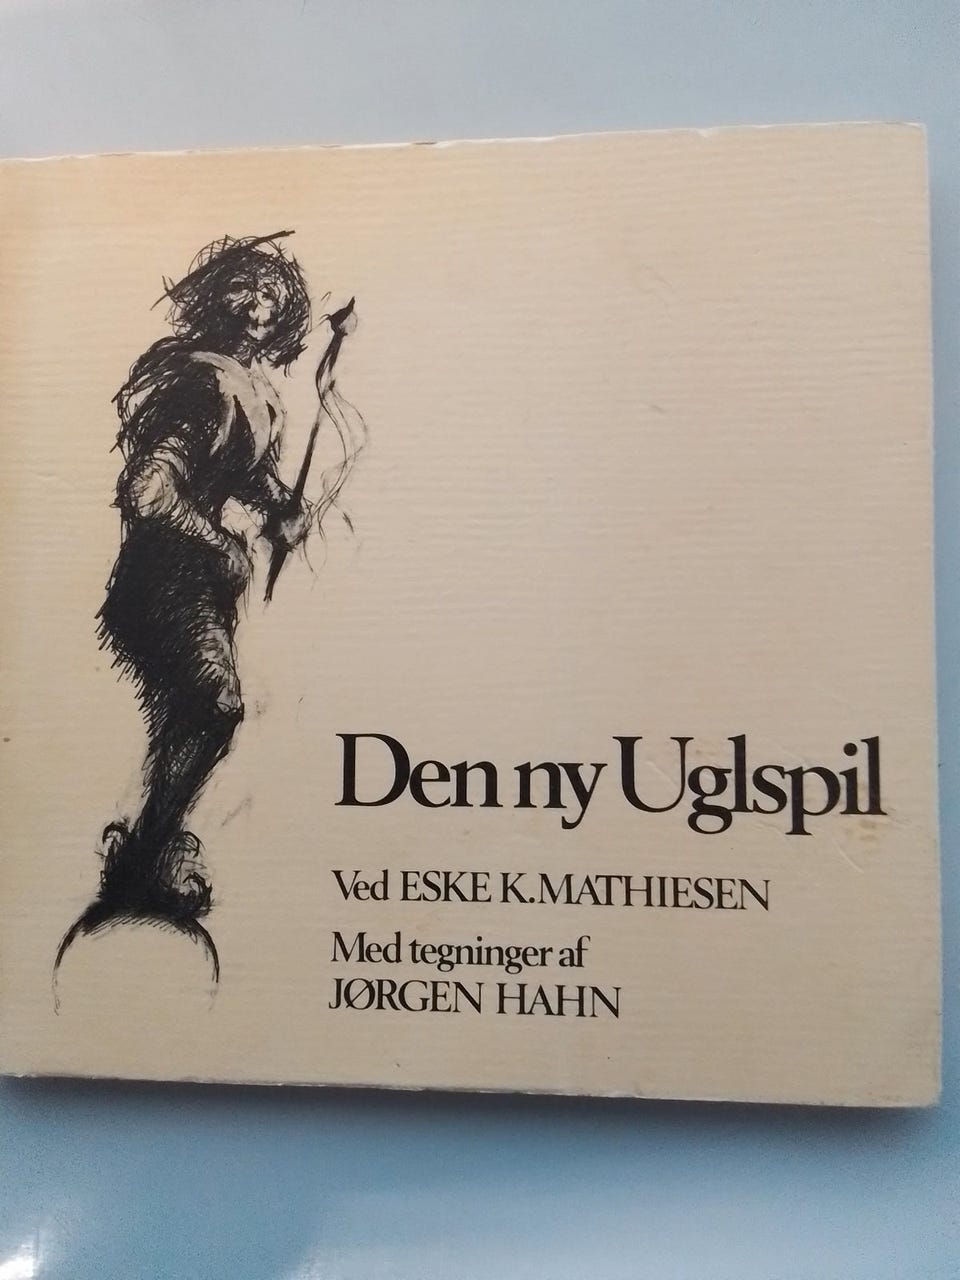 Den ny Uglspil
Ved ESKE K. MATHIESEN
Med tegninger af
JØRGEN HAHN